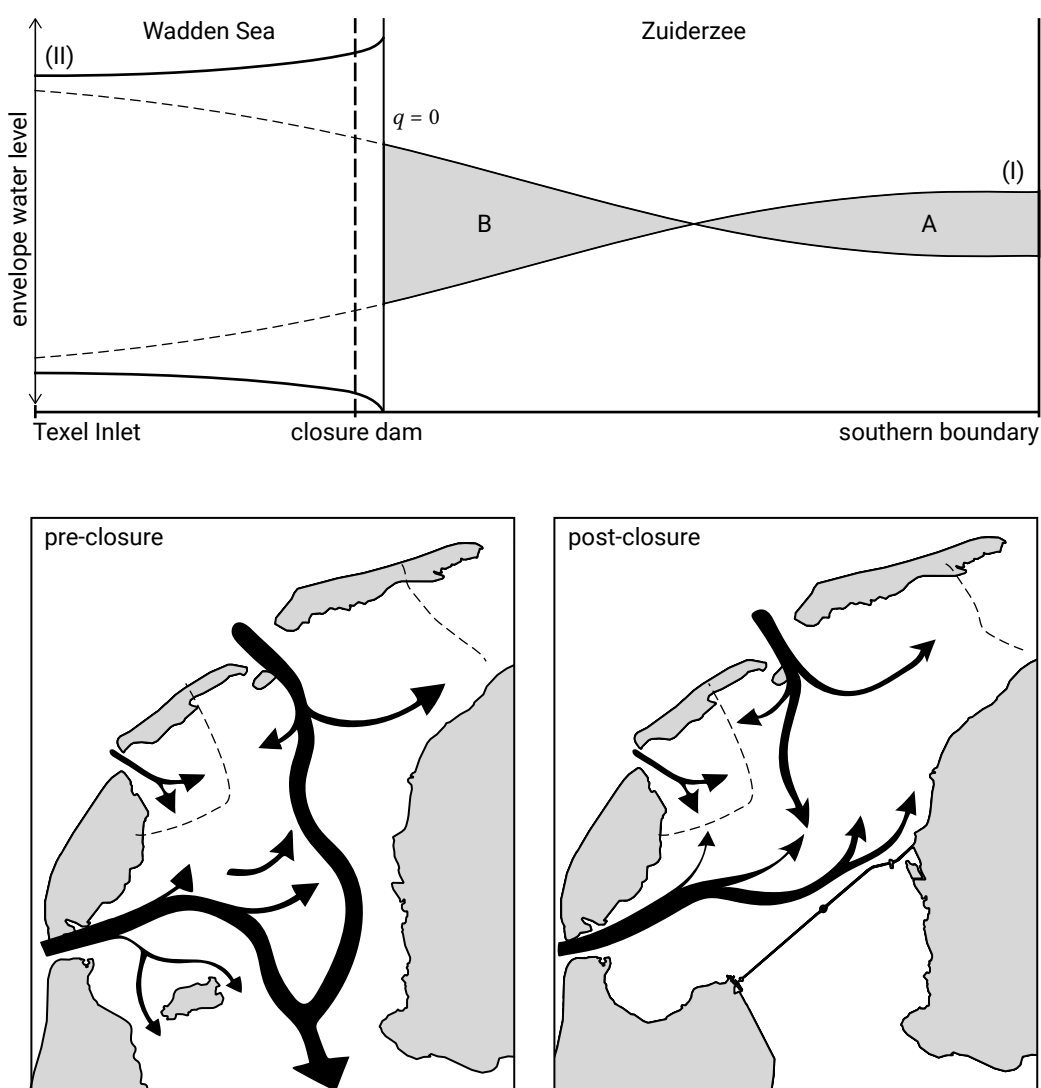 Wadden Sea
Zuiderzee
(II)
q = 0
(I)
envelope water level
B
A
Texel Inlet
closure dam
southern boundary
pre-closure
post-closure